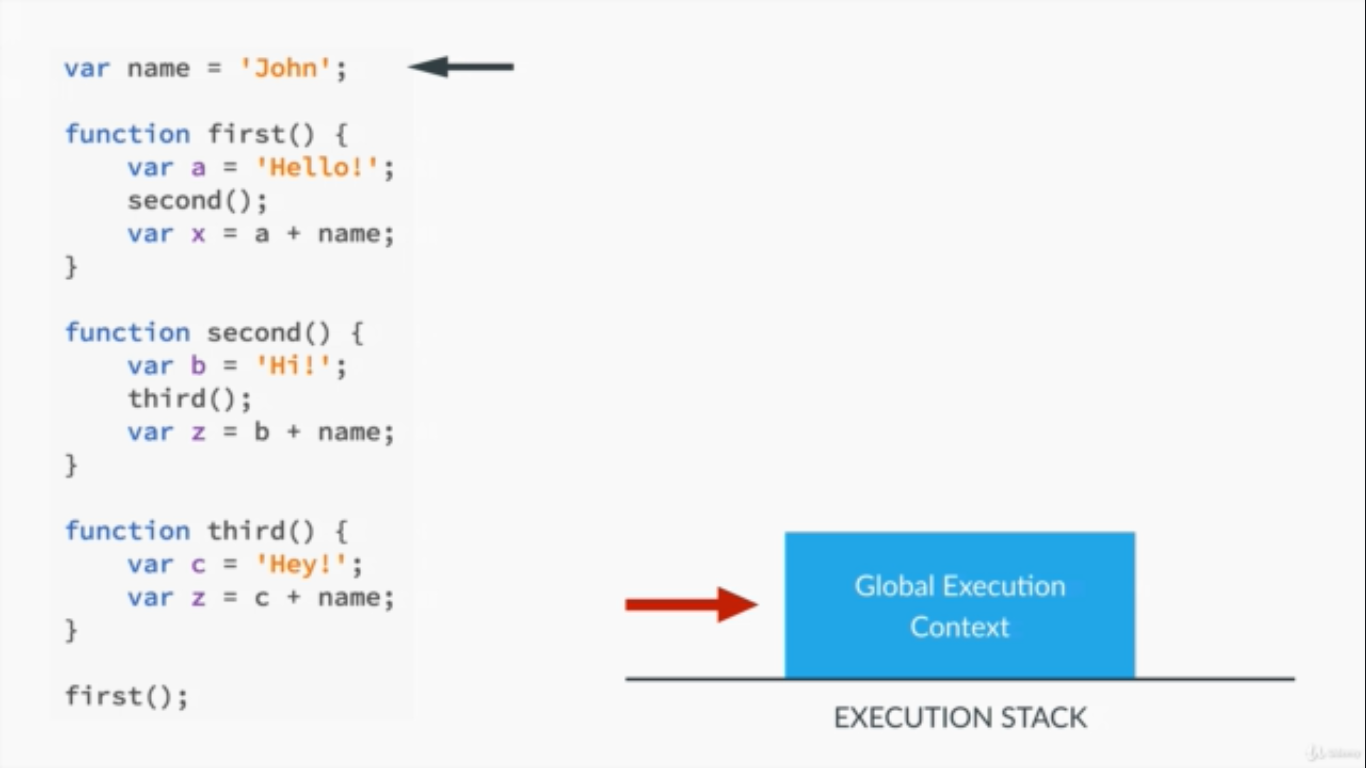 var name = 'John';
function first() {
    var a = 'Hello!';
    second();
    var x = a + name;
}
function second() {
    var b = 'Hi!';
    third();
    var z = b + name;
}
function third() {
    var c = 'Hey!';
    var z = c + name;
}
first();
Global Execution
Context
EXECUTION STACK
Udemy